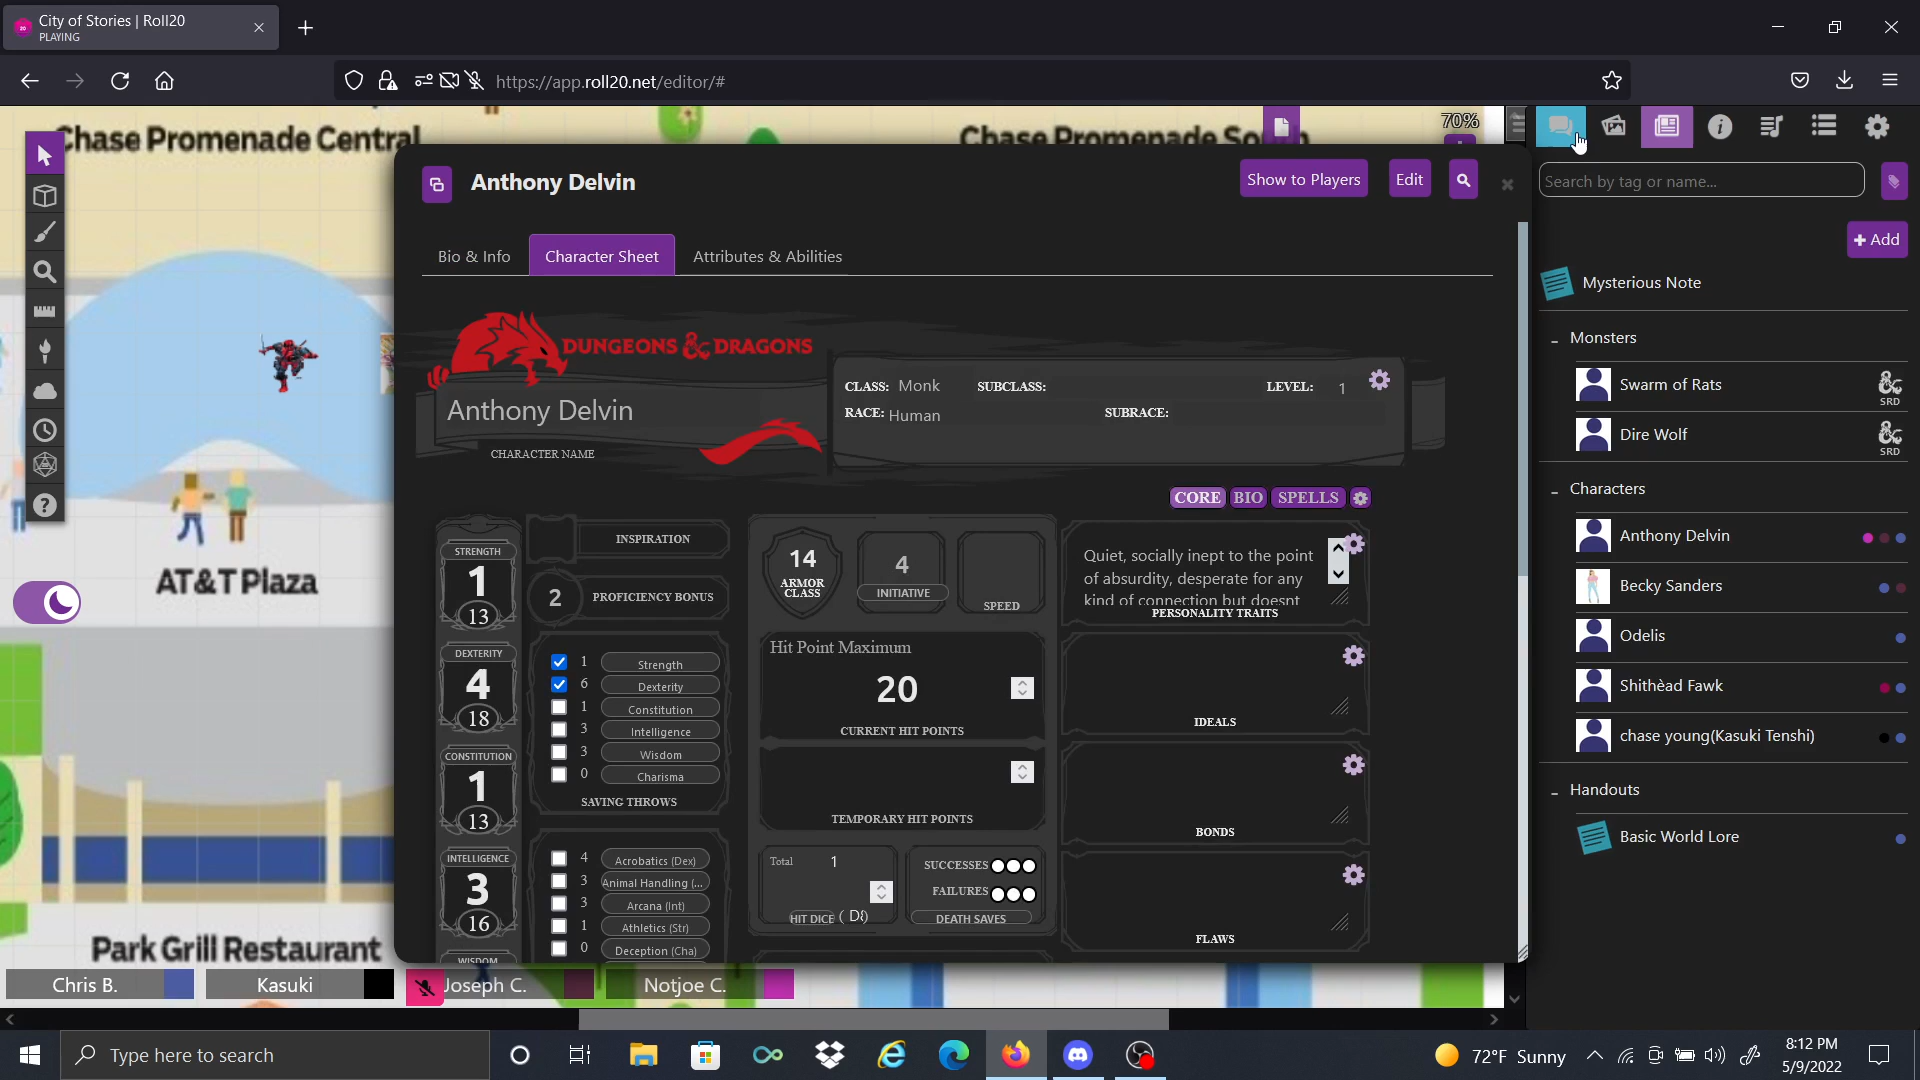 City of Stories | Roll20
PLAYING
https://app.roll20.net/editor/#
Chase Promenade Central
70%
Anthony Delvin
Show to Players
Edit
Search by tag or name...
+ Add
Bio & Info
Character Sheet
Attributes & Abilities
Mysterious Note
Monsters
Swarm of Rats
SRD
Dire Wolf
SRD
Characters
Anthony Delvin
Becky Sanders
Odelis
Shithèad Fawk
chase young(Kasuki Tenshi)
Handouts
Basic World Lore
DUNGEONS & DRAGONS
Anthony Delvin
CHARACTER NAME
CLASS: Monk
SUBCLASS:
LEVEL: 1
RACE: Human
SUBRACE:
CORE
BIO
SPELLS
STRENGTH
1
13
DEXTERITY
4
18
CONSTITUTION
1
13
INTELLIGENCE
3
16
WISDOM
INSPIRATION
2 PROFICIENCY BONUS
1 Strength
6 Dexterity
1 Constitution
3 Intelligence
3 Wisdom
0 Charisma
SAVING THROWS
4 Acrobatics (Dex)
3 Animal Handling (...
3 Arcana (Int)
1 Athletics (Str)
0 Deception (Cha)
14
ARMOR
CLASS
4
INITIATIVE
SPEED
Hit Point Maximum
20
CURRENT HIT POINTS
TEMPORARY HIT POINTS
Total 1
HIT DICE
SUCCESSES
FAILURES
DEATH SAVES
Quiet, socially inept to the point
of absurdity, desperate for any
kind of connection but doesnt
PERSONALITY TRAITS
IDEALS
BONDS
FLAWS
AT&T Plaza
Park Grill Restaurant
Chris B.
Kasuki
Joseph C.
Notjoe C.
Type here to search
72°F Sunny
8:12 PM
5/9/2022